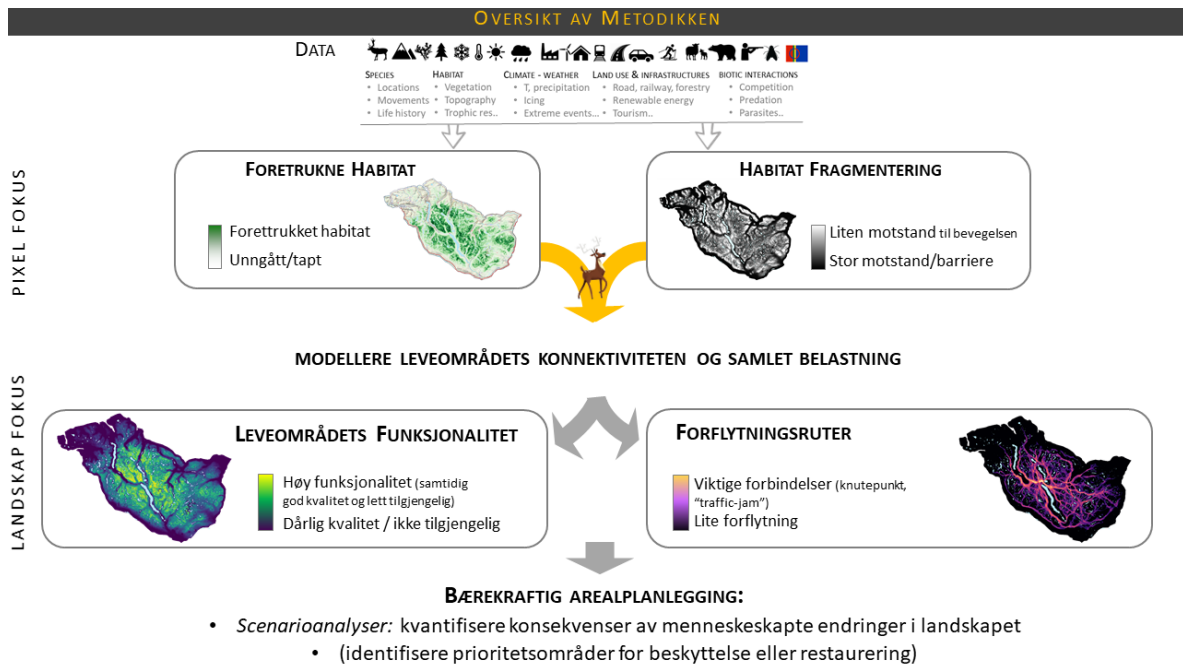 Oversikt av Metodikken
Data
Species
• Locations
• Movements
• Life history
Habitat
• Vegetation
• Topography
• Trophic res..
Climate - weather
• T, precipitation
• Icing
• Extreme events...
Land use & infrastructures
• Road, railway, forestry
• Renewable energy
• Tourism..
biotic interactions
• Competition
• Predation
• Parasites..
PIXEL FOKUS
Foretrukne Habitat
Forettrukket habitat
Unngått/tapt
Habitat Fragmentering
Liten motstand til bevegelsen
Stor motstand/barriere
modellere leveområdets konnektiviteten og samlet belastning
LANDSKAP FOKUS
Leveområdets Funksjonalitet
Høy funksjonalitet (samtidig
god kvalitet og lett tilgjengelig)
Dårlig kvalitet / ikke tilgjengelig
Forflytningsruter
Viktige forbindelser (knutepunkt,
“traffic-jam”)
Lite forflytning
Bærekraftig arealplanlegging:
• Scenarioanalyser: kvantifisere konsekvenser av menneskeskapte endringer i landskapet
• (identifisere prioritetsområder for beskyttelse eller restaurering)